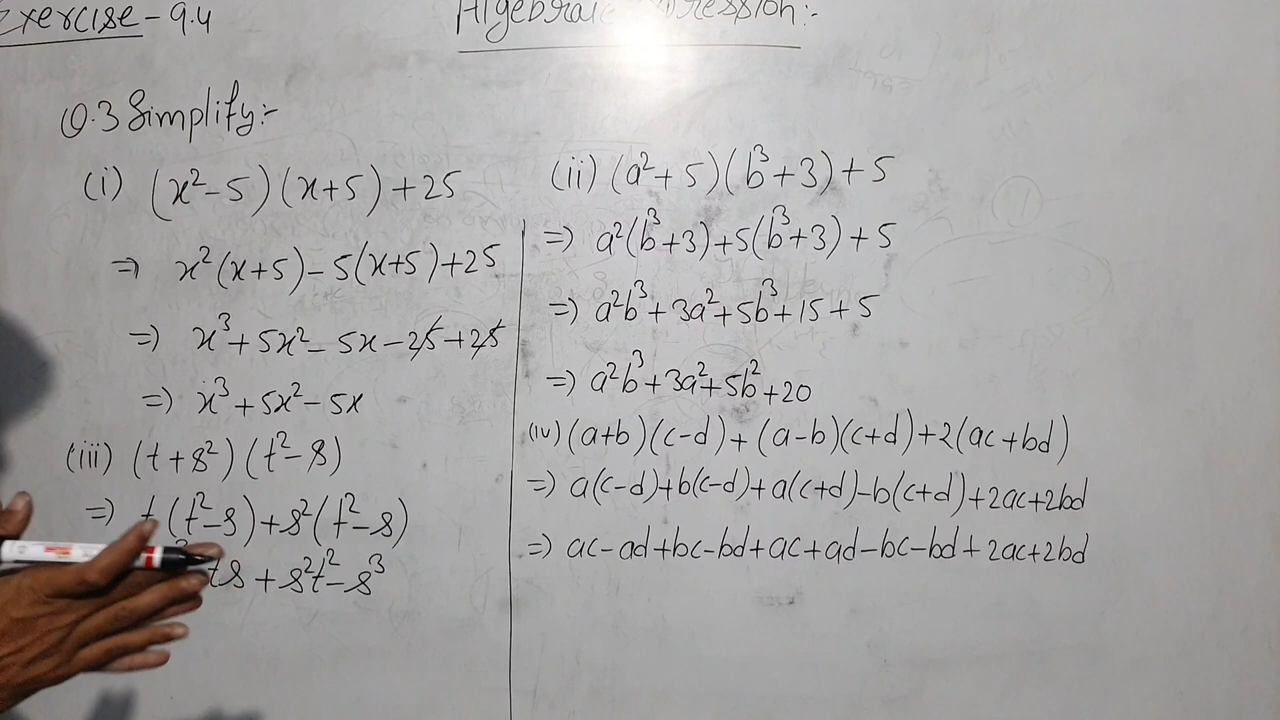 Exercise - 9.4
Q.3 Simplify:-
(i) (x²-5)(x+5)+25
=> x²(x+5)-5(x+5)+25
=> x³+5x²-5x-25+25
=> x³+5x²-5x
(iii) (t+s²)(t²-s)
=> t(t²-s)+s²(t²-s)
ts+s²t²-s³
(ii) (a²+5)(b³+3)+5
=> a²(b³+3)+5(b³+3)+5
=> a²b³+3a²+5b³+15+5
=> a²b³+3a²+5b²+20
(iv) (a+b)(c-d)+(a-b)(c+d)+2(ac+bd)
=> a(c-d)+b(c-d)+a(c+d)-b(c+d)+2ac+2bd
=> ac-ad+bc-bd+ac+ad-bc-bd+2ac+2bd